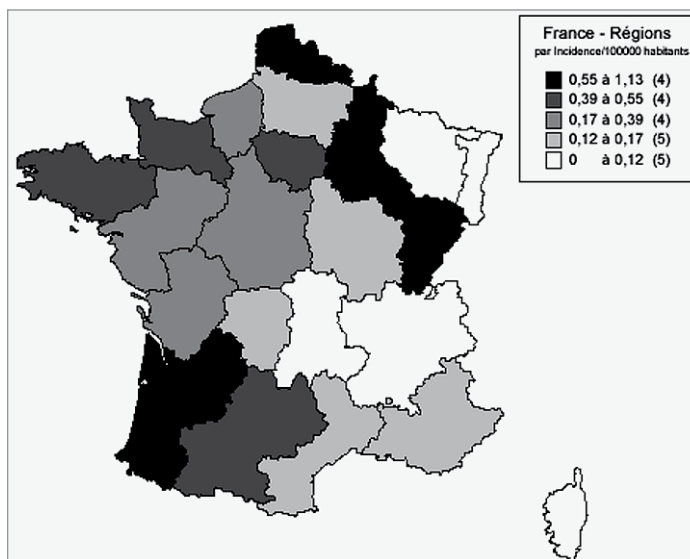 France - Régions
par Incidence/100000 habitants
0,55 à 1,13 (4)
0,39 à 0,55 (4)
0,17 à 0,39 (4)
0,12 à 0,17 (5)
0 à 0,12 (5)